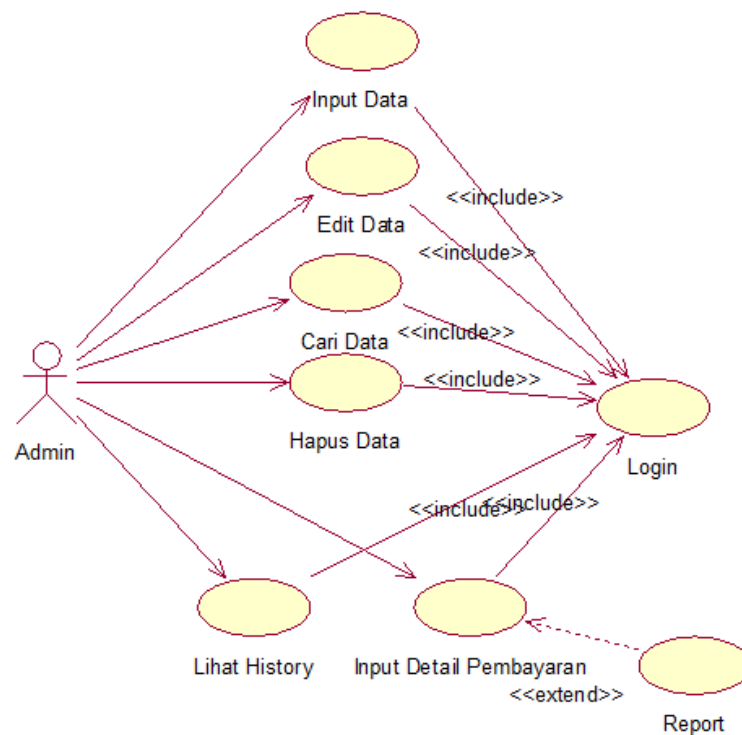 Input Data
<<include>>
Edit Data
<<include>>
Cari Data
<<include>>
<<include>>
Hapus Data
Admin
Login
<<include>>
<<include>>
Lihat History
Input Detail Pembayaran
<<extend>>
Report